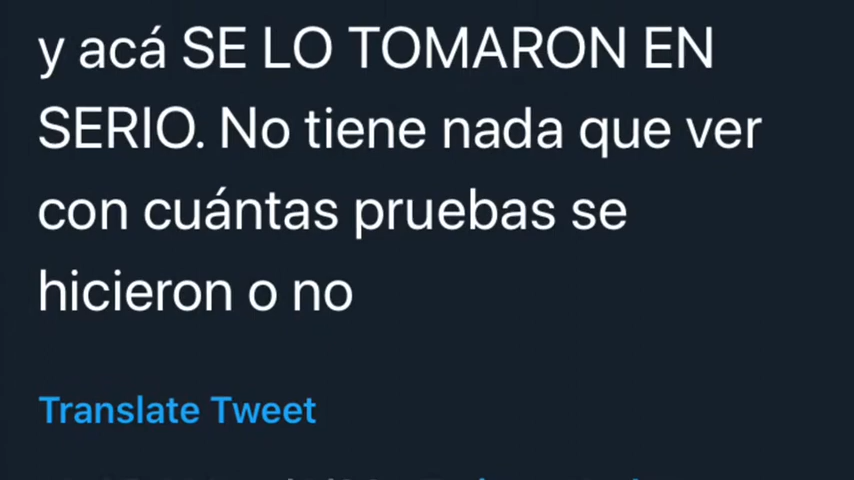 y acá SE LO TOMARON EN
SERIO. No tiene nada que ver
con cuántas pruebas se
hicieron o no
Translate Tweet